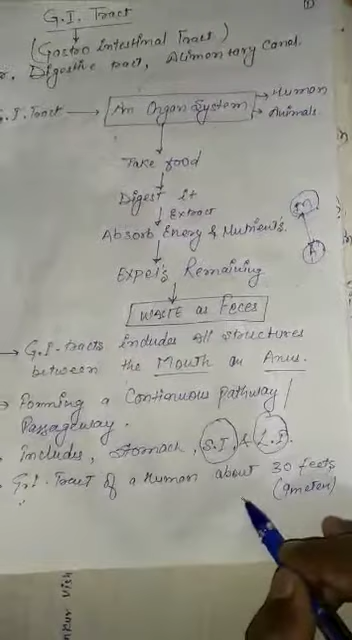 G.I. Tract
(Gastro Intestinal Tract)
or. Digestive tract, Alimentary Canal.
G.I. Tract → An Organ System → Human
→ Animals
Take food
Digest it
Extract
Absorb Energy & Nutrients.
Expels Remaining
WASTE as Feces
→ G.I. tracts includes all structures
between the Mouth an Anus.
→ Forming a Continuous Pathway/
Passageway.
Includes, Stomach, S.I. & L.I.
G.I. Tract of a Human about 30 feets
(9meter)